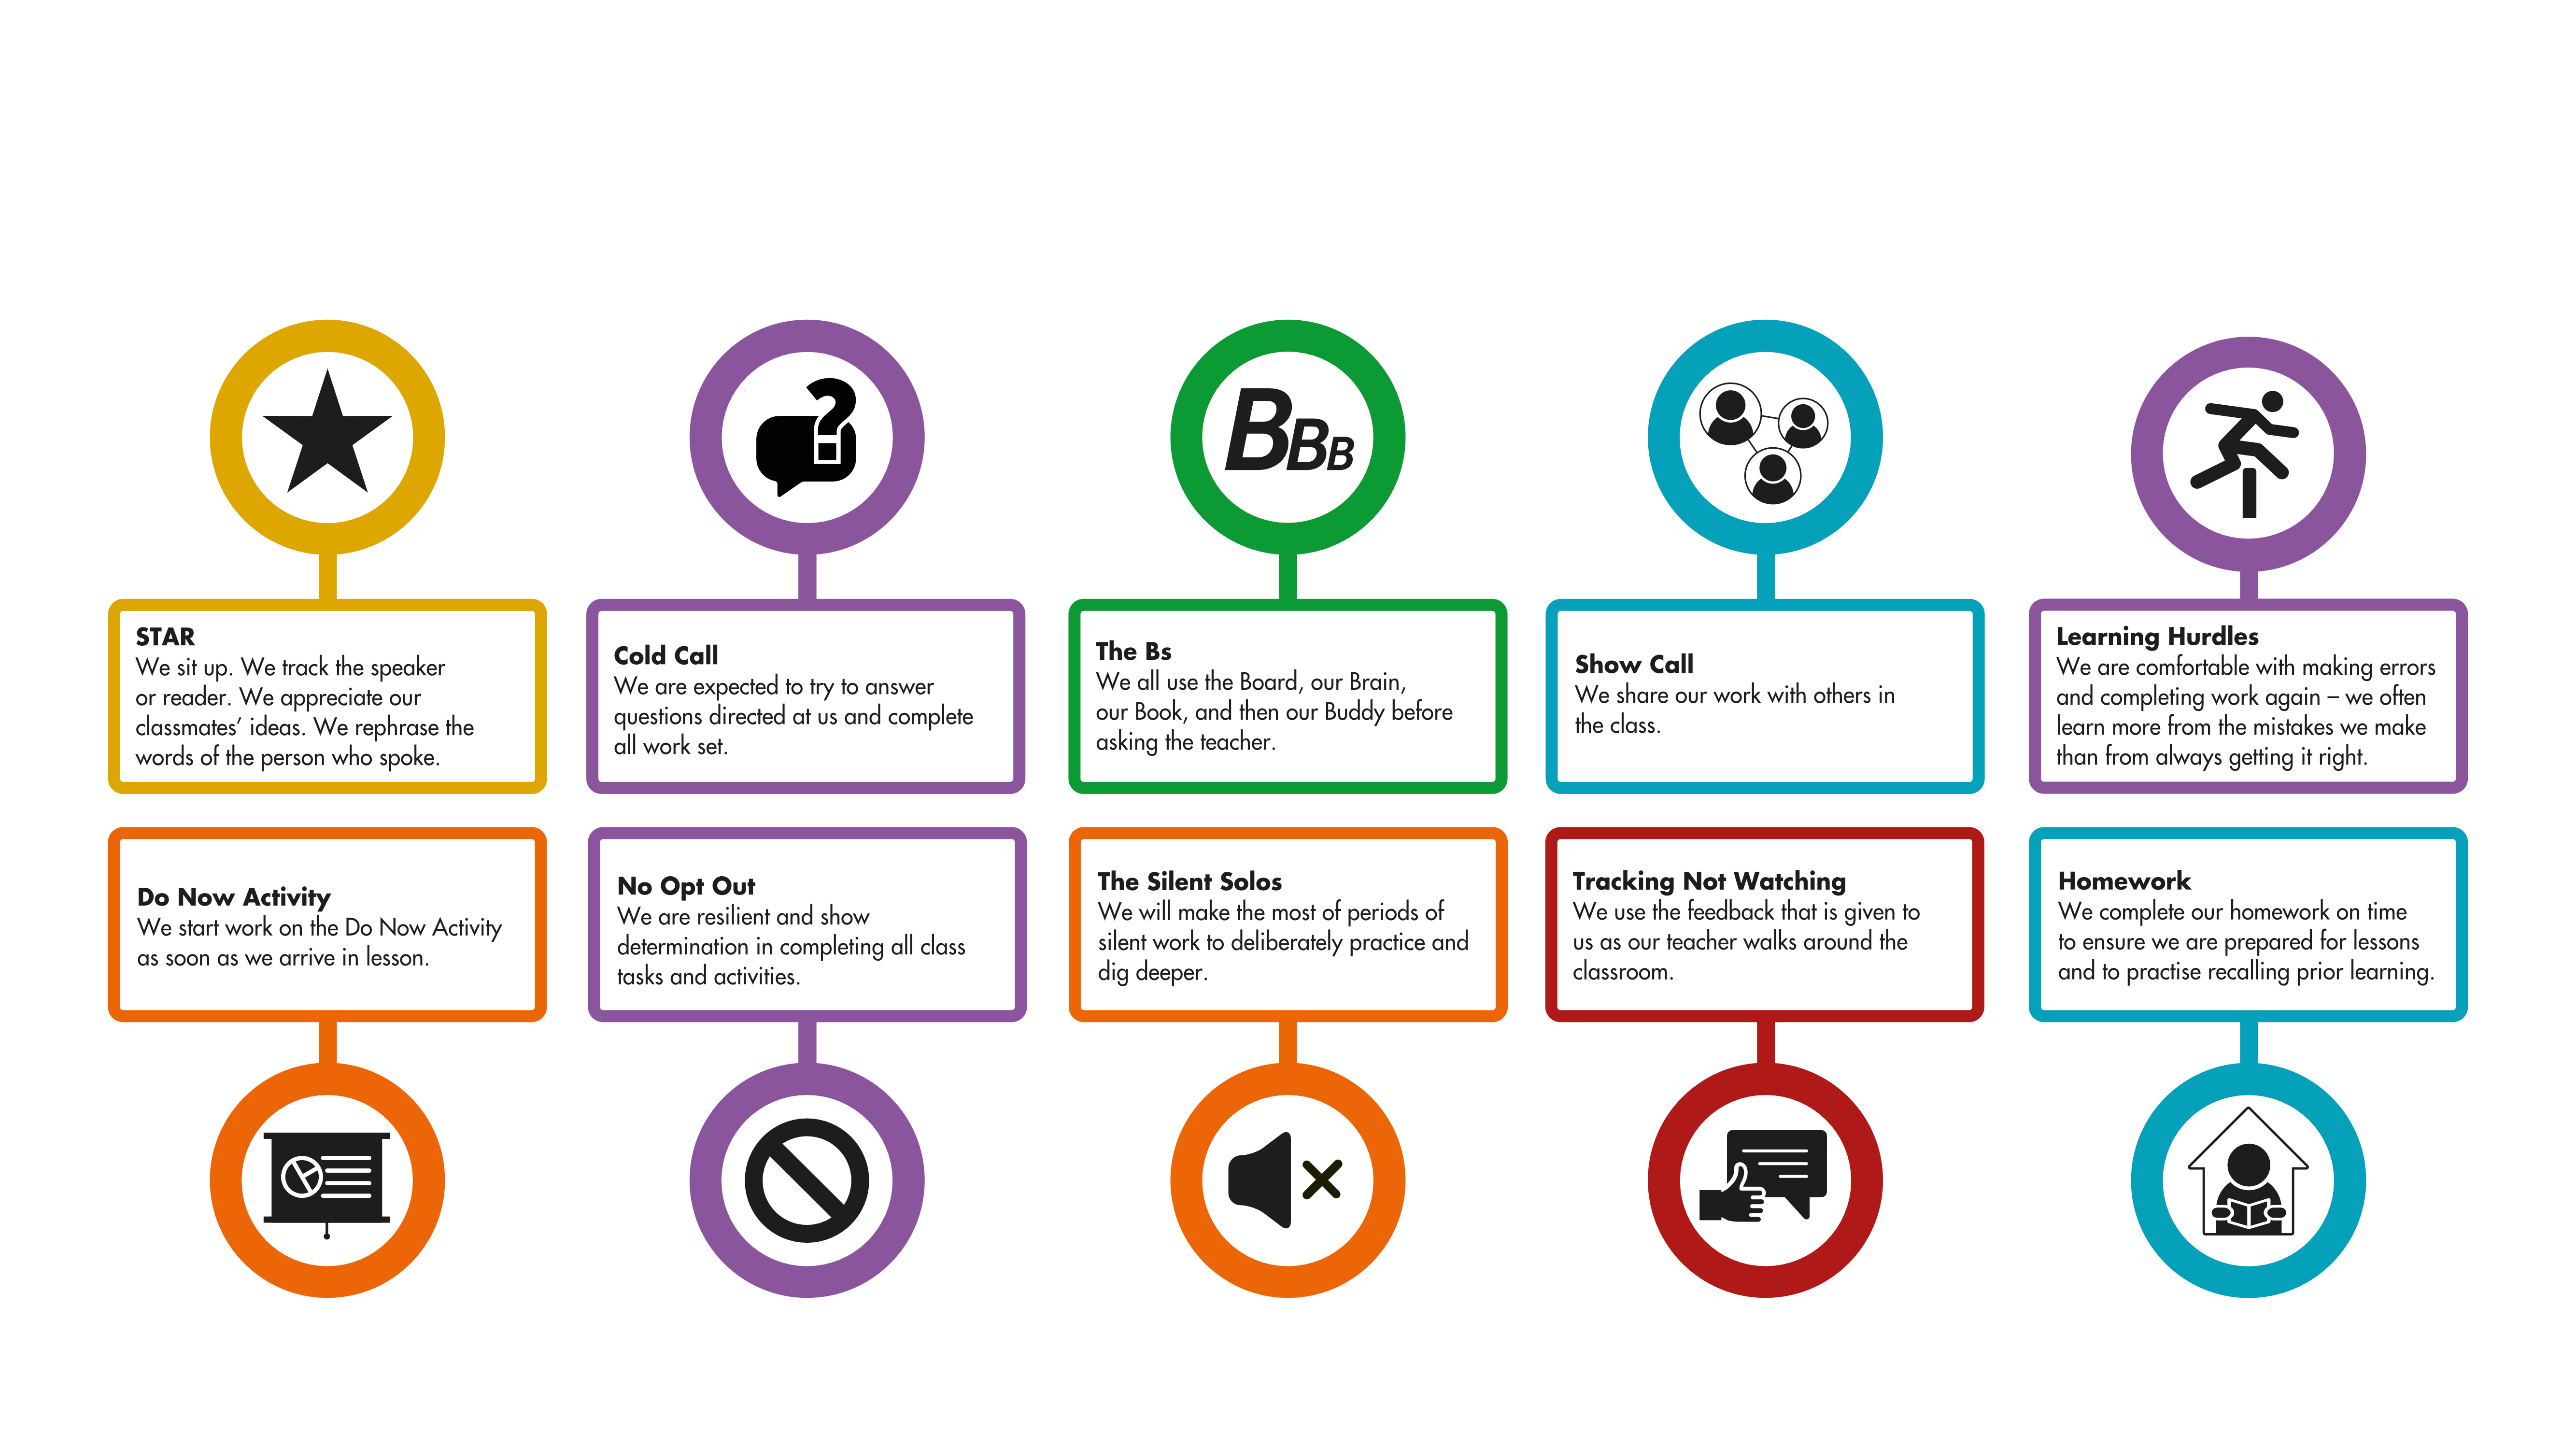 BBB
STAR
We sit up. We track the speaker
or reader. We appreciate our
classmates’ ideas. We rephrase the
words of the person who spoke.
Cold Call
We are expected to try to answer
questions directed at us and complete
all work set.
The Bs
We all use the Board, our Brain,
our Book, and then our Buddy before
asking the teacher.
Show Call
We share our work with others in
the class.
Learning Hurdles
We are comfortable with making errors
and completing work again – we often
learn more from the mistakes we make
than from always getting it right.
Do Now Activity
We start work on the Do Now Activity
as soon as we arrive in lesson.
No Opt Out
We are resilient and show
determination in completing all class
tasks and activities.
The Silent Solos
We will make the most of periods of
silent work to deliberately practice and
dig deeper.
Tracking Not Watching
We use the feedback that is given to
us as our teacher walks around the
classroom.
Homework
We complete our homework on time
to ensure we are prepared for lessons
and to practise recalling prior learning.